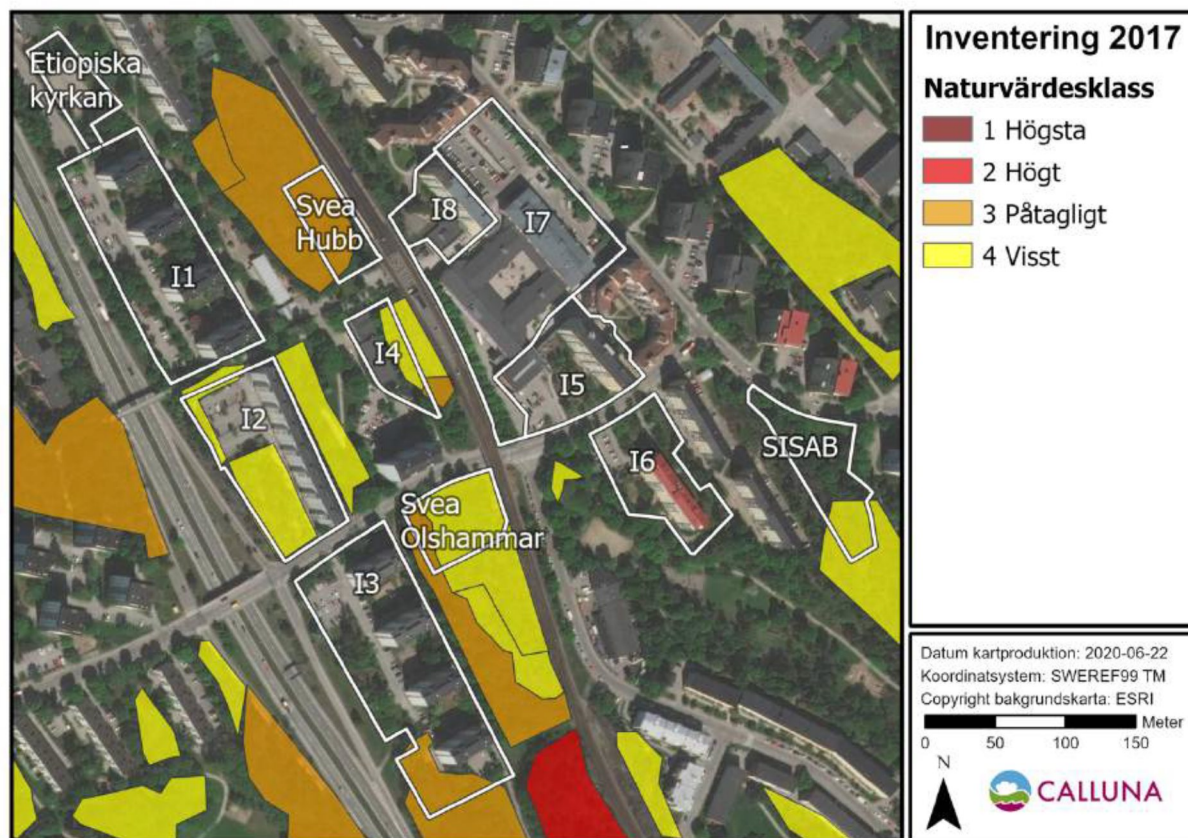 Etiopiska
kyrkan
I1
Svea
Hubb
I8
I7
I4
I5
I2
I6
SISAB
Svea
Olshammar
I3
Inventering 2017
Naturvärdesklass
1 Högsta
2 Högt
3 Påtagligt
4 Visst
Datum kartproduktion: 2020-06-22
Koordinatsystem: SWEREF99 TM
Copyright bakgrundskarta: ESRI
Meter
0 50 100 150
N
CALLUNA